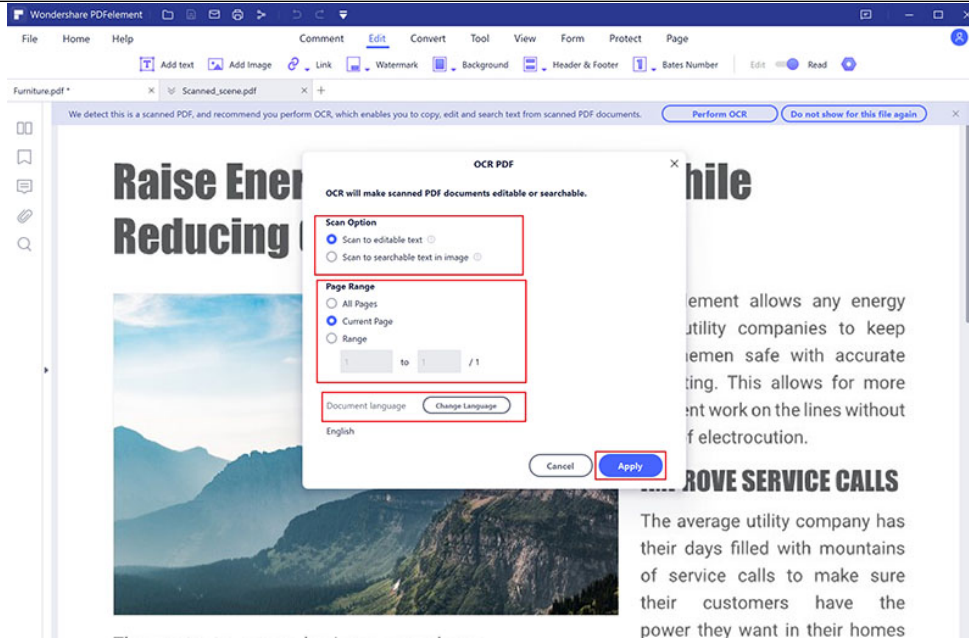 Wondershare PDFelement
File Home Help Comment Edit Convert Tool View Form Protect Page
Add text Add Image Link Watermark Background Header & Footer Bates Number Edit Read
Furniture.pdf * Scanned_scene.pdf
We detect this is a scanned PDF, and recommend you perform OCR, which enables you to copy, edit and search text from scanned PDF documents. Perform OCR Do not show for this file again
OCR PDF
OCR will make scanned PDF documents editable or searchable.
Scan Option
Scan to editable text
Scan to searchable text in image
Page Range
All Pages
Current Page
Range
1 to 1 / 1
Document language Change Language
English
Cancel Apply
Raise Ener hile
Reducing
ement allows any energy
utility companies to keep
emen safe with accurate
ting. This allows for more
ent work on the lines without
f electrocution.
ROVE SERVICE CALLS
The average utility company has
their days filled with mountains
of service calls to make sure
their customers have the
power they want in their homes